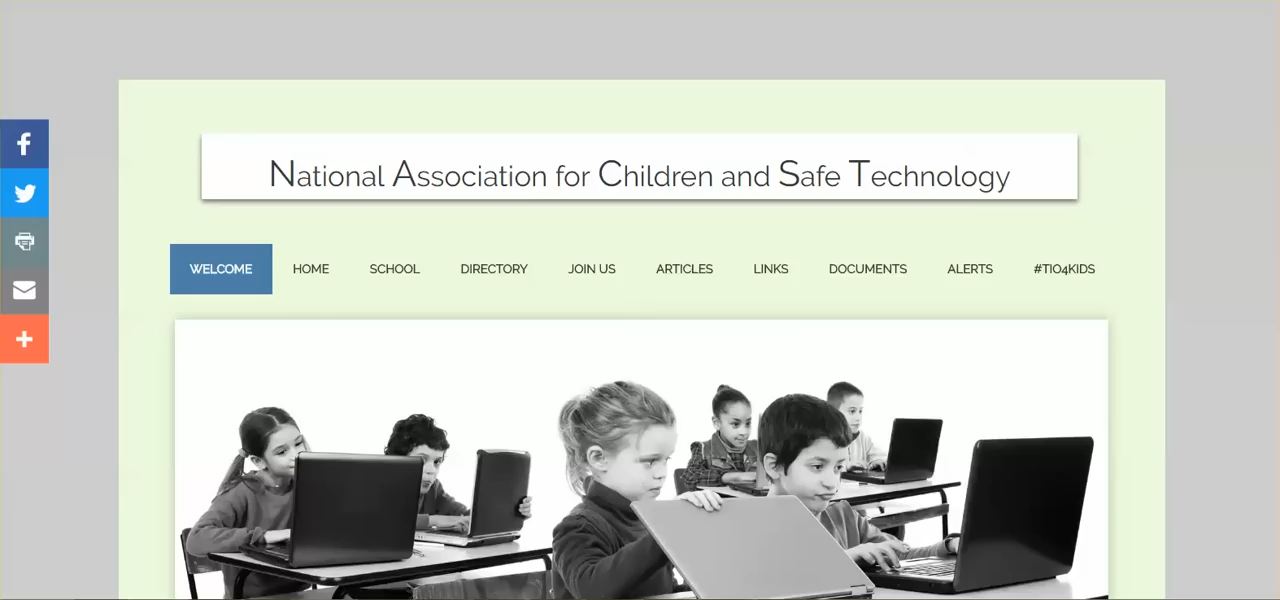 National Association for Children and Safe Technology
WELCOME HOME SCHOOL DIRECTORY JOIN US ARTICLES LINKS DOCUMENTS ALERTS #TIO4KIDS